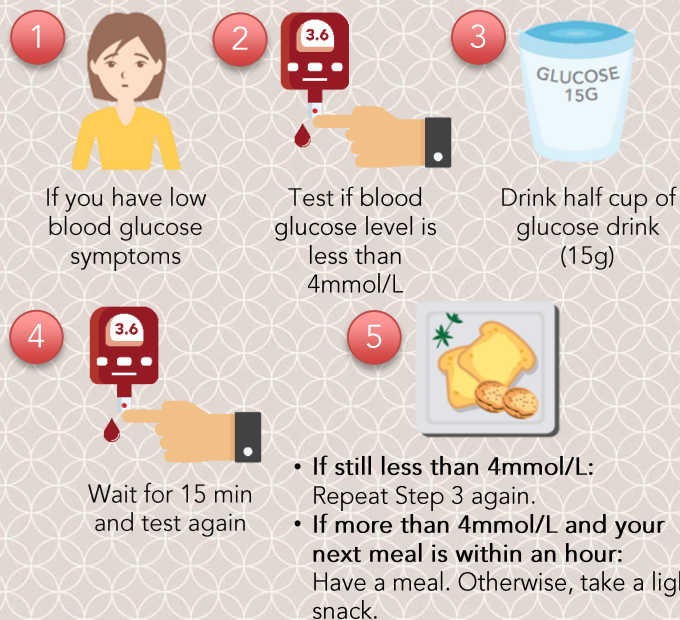 1
If you have low
blood glucose
symptoms
2
3.6
Test if blood
glucose level is
less than
4mmol/L
3
GLUCOSE
15G
Drink half cup of
glucose drink
(15g)
4
3.6
Wait for 15 min
and test again
5
• If still less than 4mmol/L:
Repeat Step 3 again.
• If more than 4mmol/L and your
next meal is within an hour:
Have a meal. Otherwise, take a
snack.